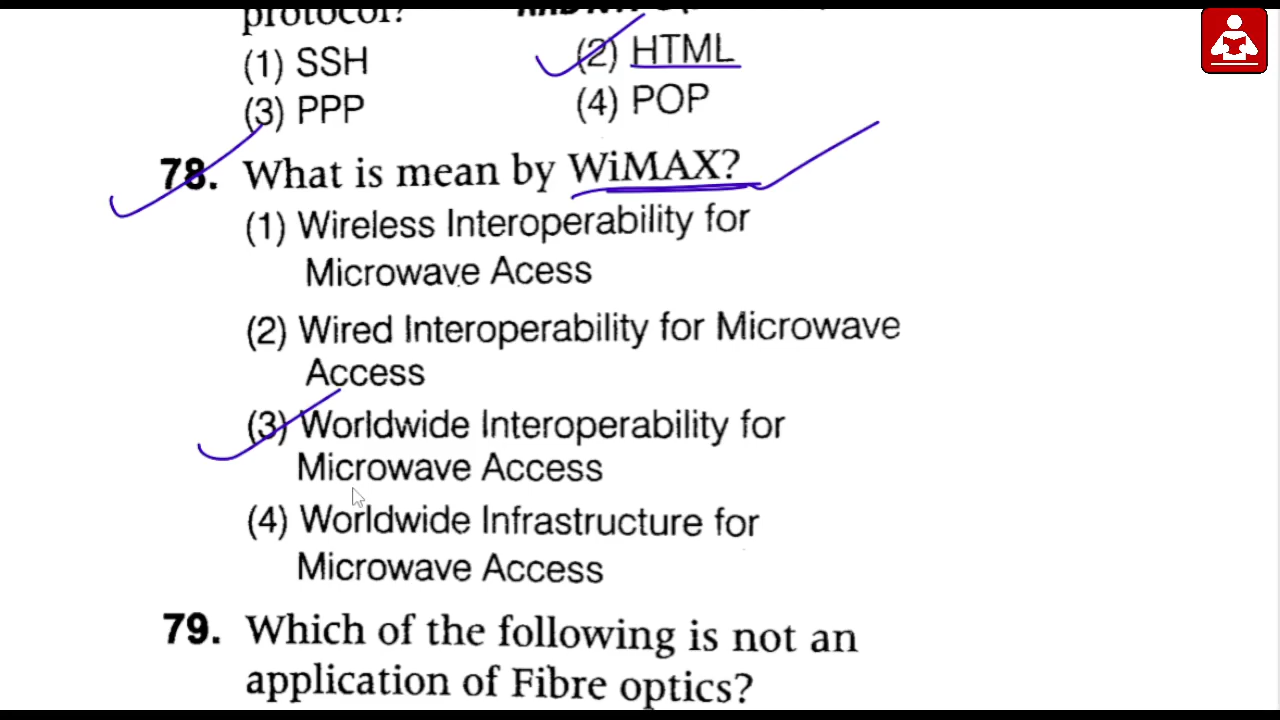 protocol?
(1) SSH
(2) HTML
(3) PPP
(4) POP
78. What is mean by WiMAX?
(1) Wireless Interoperability for
Microwave Acess
(2) Wired Interoperability for Microwave
Access
(3) Worldwide Interoperability for
Microwave Access
(4) Worldwide Infrastructure for
Microwave Access
79. Which of the following is not an
application of Fibre optics?